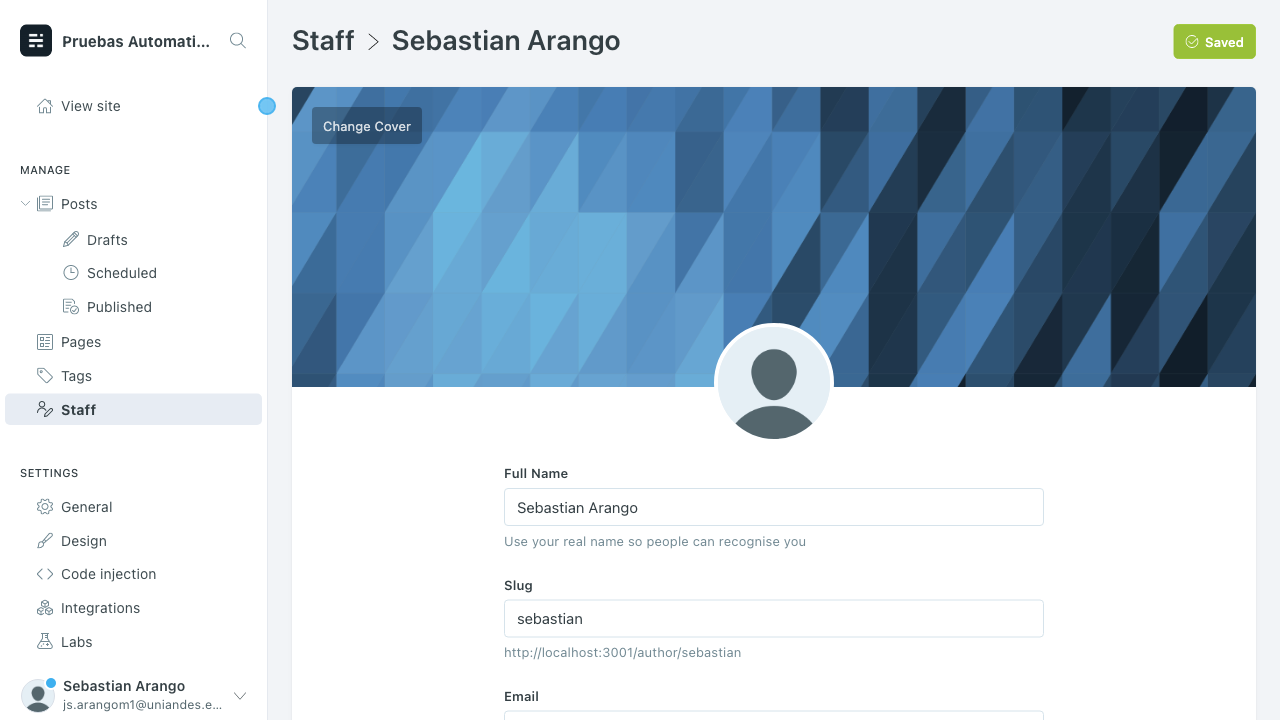 Pruebas Automati...
View site
MANAGE
Posts
Drafts
Scheduled
Published
Pages
Tags
Staff
SETTINGS
General
Design
Code injection
Integrations
Labs
Sebastian Arango
js.arangom1@uniandes.e...
Staff > Sebastian Arango
Saved
Change Cover
Full Name
Sebastian Arango
Use your real name so people can recognise you
Slug
sebastian
http://localhost:3001/author/sebastian
Email